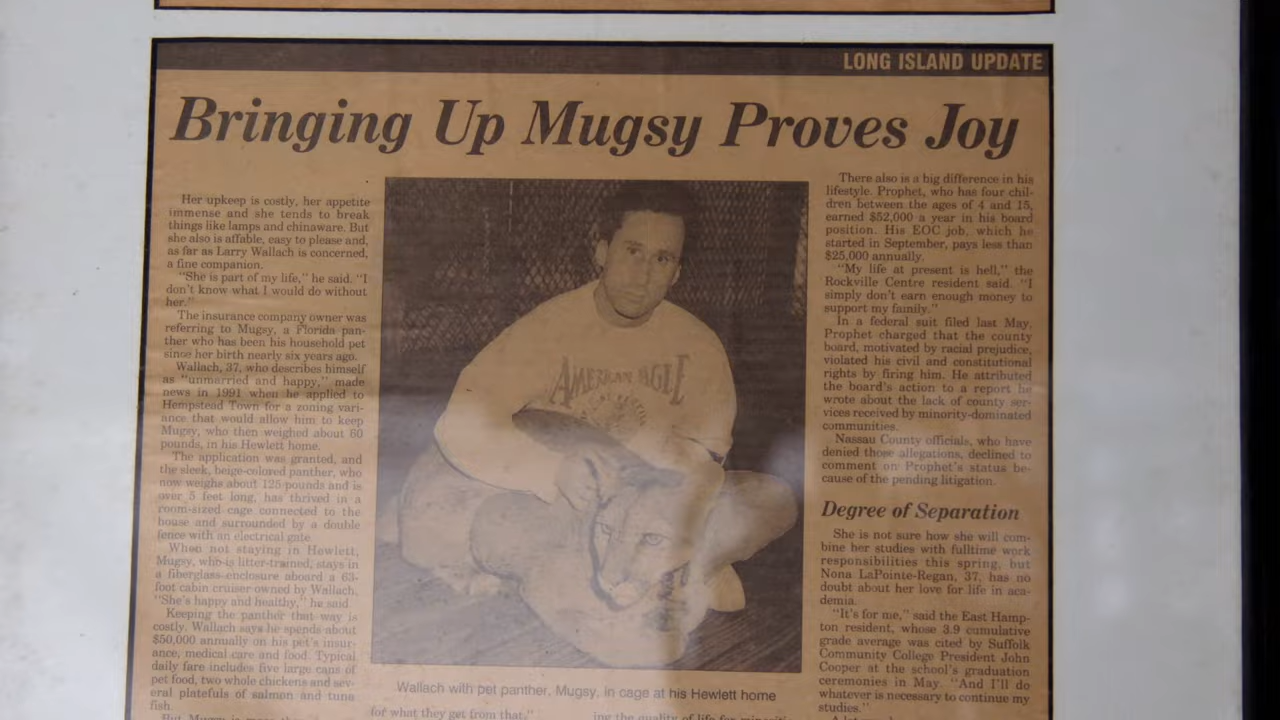 LONG ISLAND UPDATE
Bringing Up Mugsy Proves Joy
Her upkeep is costly, her appetite
immense and she tends to break
things like lamps and chinaware. But
she also is affable, easy to please and,
as far as Larry Wallach is concerned,
a fine companion.
"She is part of my life," he said. "I
don't know what I would do without
her."
The insurance company owner was
referring to Mugsy, a Florida pan-
ther who has been his household pet
since her birth nearly six years ago.
Wallach, 37, who describes himself
as "unmarried and happy," made
news in 1991 when he applied to
Hempstead Town for a zoning vari-
ance that would allow him to keep
Mugsy, who then weighed about 60
pounds, in his Hewlett home.
The application was granted, and
the sleek, beige-colored panther, who
now weighs about 125 pounds and is
over 5 feet long, has thrived in a
room-sized cage connected to the
house and surrounded by a double
fence with an electrical gate.
When not staying in Hewlett,
Mugsy, who is litter-trained, stays in
a fiberglass enclosure aboard a 63-
foot cabin cruiser owned by Wallach.
"She's happy and healthy," he said.
Keeping the panther that way is
costly. Wallach says he spends about
$50,000 annually on his pet's insur-
ance, medical care and food. Typical
daily fare includes five large cans of
pet food, two whole chickens and sev-
eral platefuls of salmon and tuna
fish.
AMERICAN EAGLE
Wallach with pet panther, Mugsy, in cage at his Hewlett home
for what they get from that."
ing the quality of life for minoriti
There also is a big difference in his
lifestyle. Prophet, who has four chil-
dren between the ages of 4 and 15,
earned $52,000 a year in his board
position. His EOC job, which he
started in September, pays less than
$25,000 annually.
"My life at present is hell," the
Rockville Centre resident said. "I
simply don't earn enough money to
support my family."
In a federal suit filed last May,
Prophet charged that the county
board, motivated by racial prejudice,
violated his civil and constitutional
rights by firing him. He attributed
the board's action to a report he
wrote about the lack of county ser-
vices received by minority-dominated
communities.
Nassau County officials, who have
denied those allegations, declined to
comment on Prophet's status be-
cause of the pending litigation.
Degree of Separation
She is not sure how she will com-
bine her studies with fulltime work
responsibilities this spring, but
Nona LaPointe-Regan, 37, has no
doubt about her love for life in aca-
demia.
"It's for me," said the East Hamp-
ton resident, whose 3.9 cumulative
grade average was cited by Suffolk
Community College President John
Cooper at the school's graduation
ceremonies in May. "And I'll do
whatever is necessary to continue my
studies."